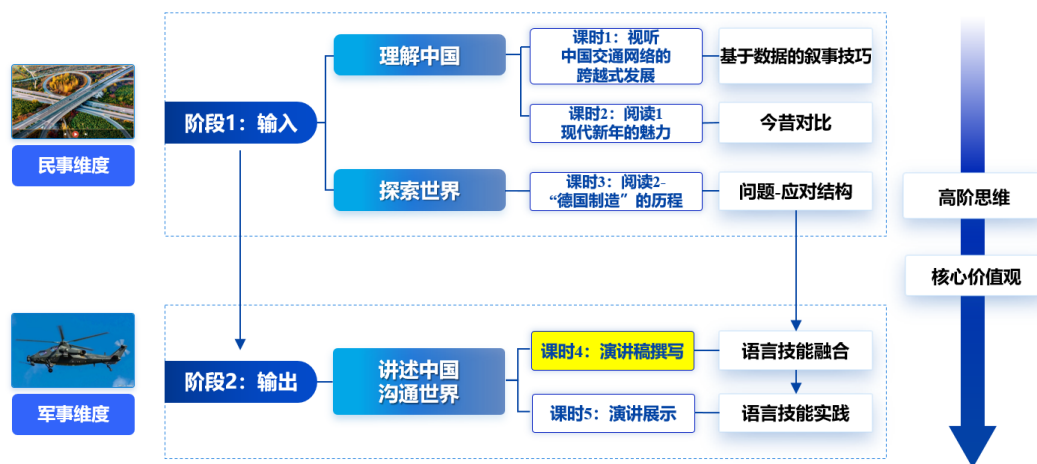 民事维度
阶段1：输入
理解中国
课时1：视听
中国交通网络的
跨越式发展
基于数据的叙事技巧
课时2：阅读1
现代新年的魅力
今昔对比
探索世界
课时3：阅读2-
“德国制造”的历程
问题-应对结构
高阶思维
核心价值观
军事维度
阶段2：输出
讲述中国
沟通世界
课时4：演讲稿撰写
语言技能融合
课时5：演讲展示
语言技能实践